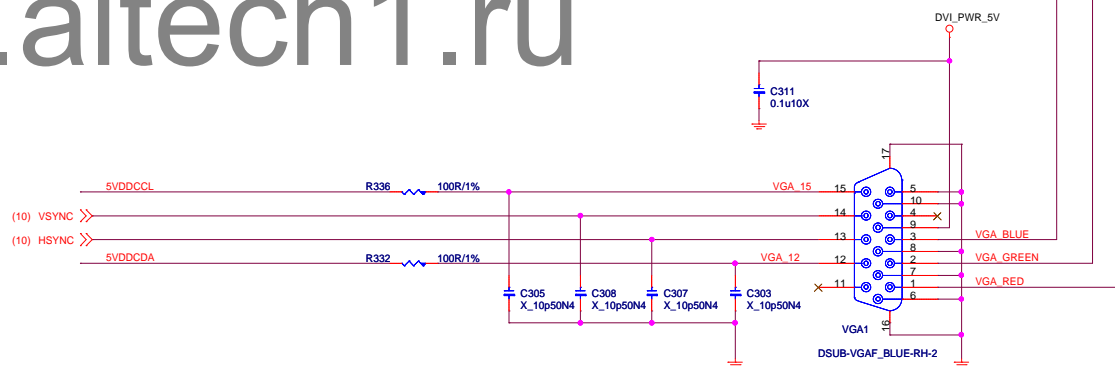 .altech1.ru
DVI_PWR_5V
C311
0.1u10X
17
5VDDCCL
R336
100R/1%
VGA_15
15
5
10
(10) VSYNC
14
4
9
(10) HSYNC
13
3
VGA_BLUE
8
5VDDCDA
R332
100R/1%
VGA_12
12
2
VGA_GREEN
7
11
1
VGA_RED
6
C305
X_10p50N4
C308
X_10p50N4
C307
X_10p50N4
C303
X_10p50N4
16
VGA1
DSUB-VGAF_BLUE-RH-2